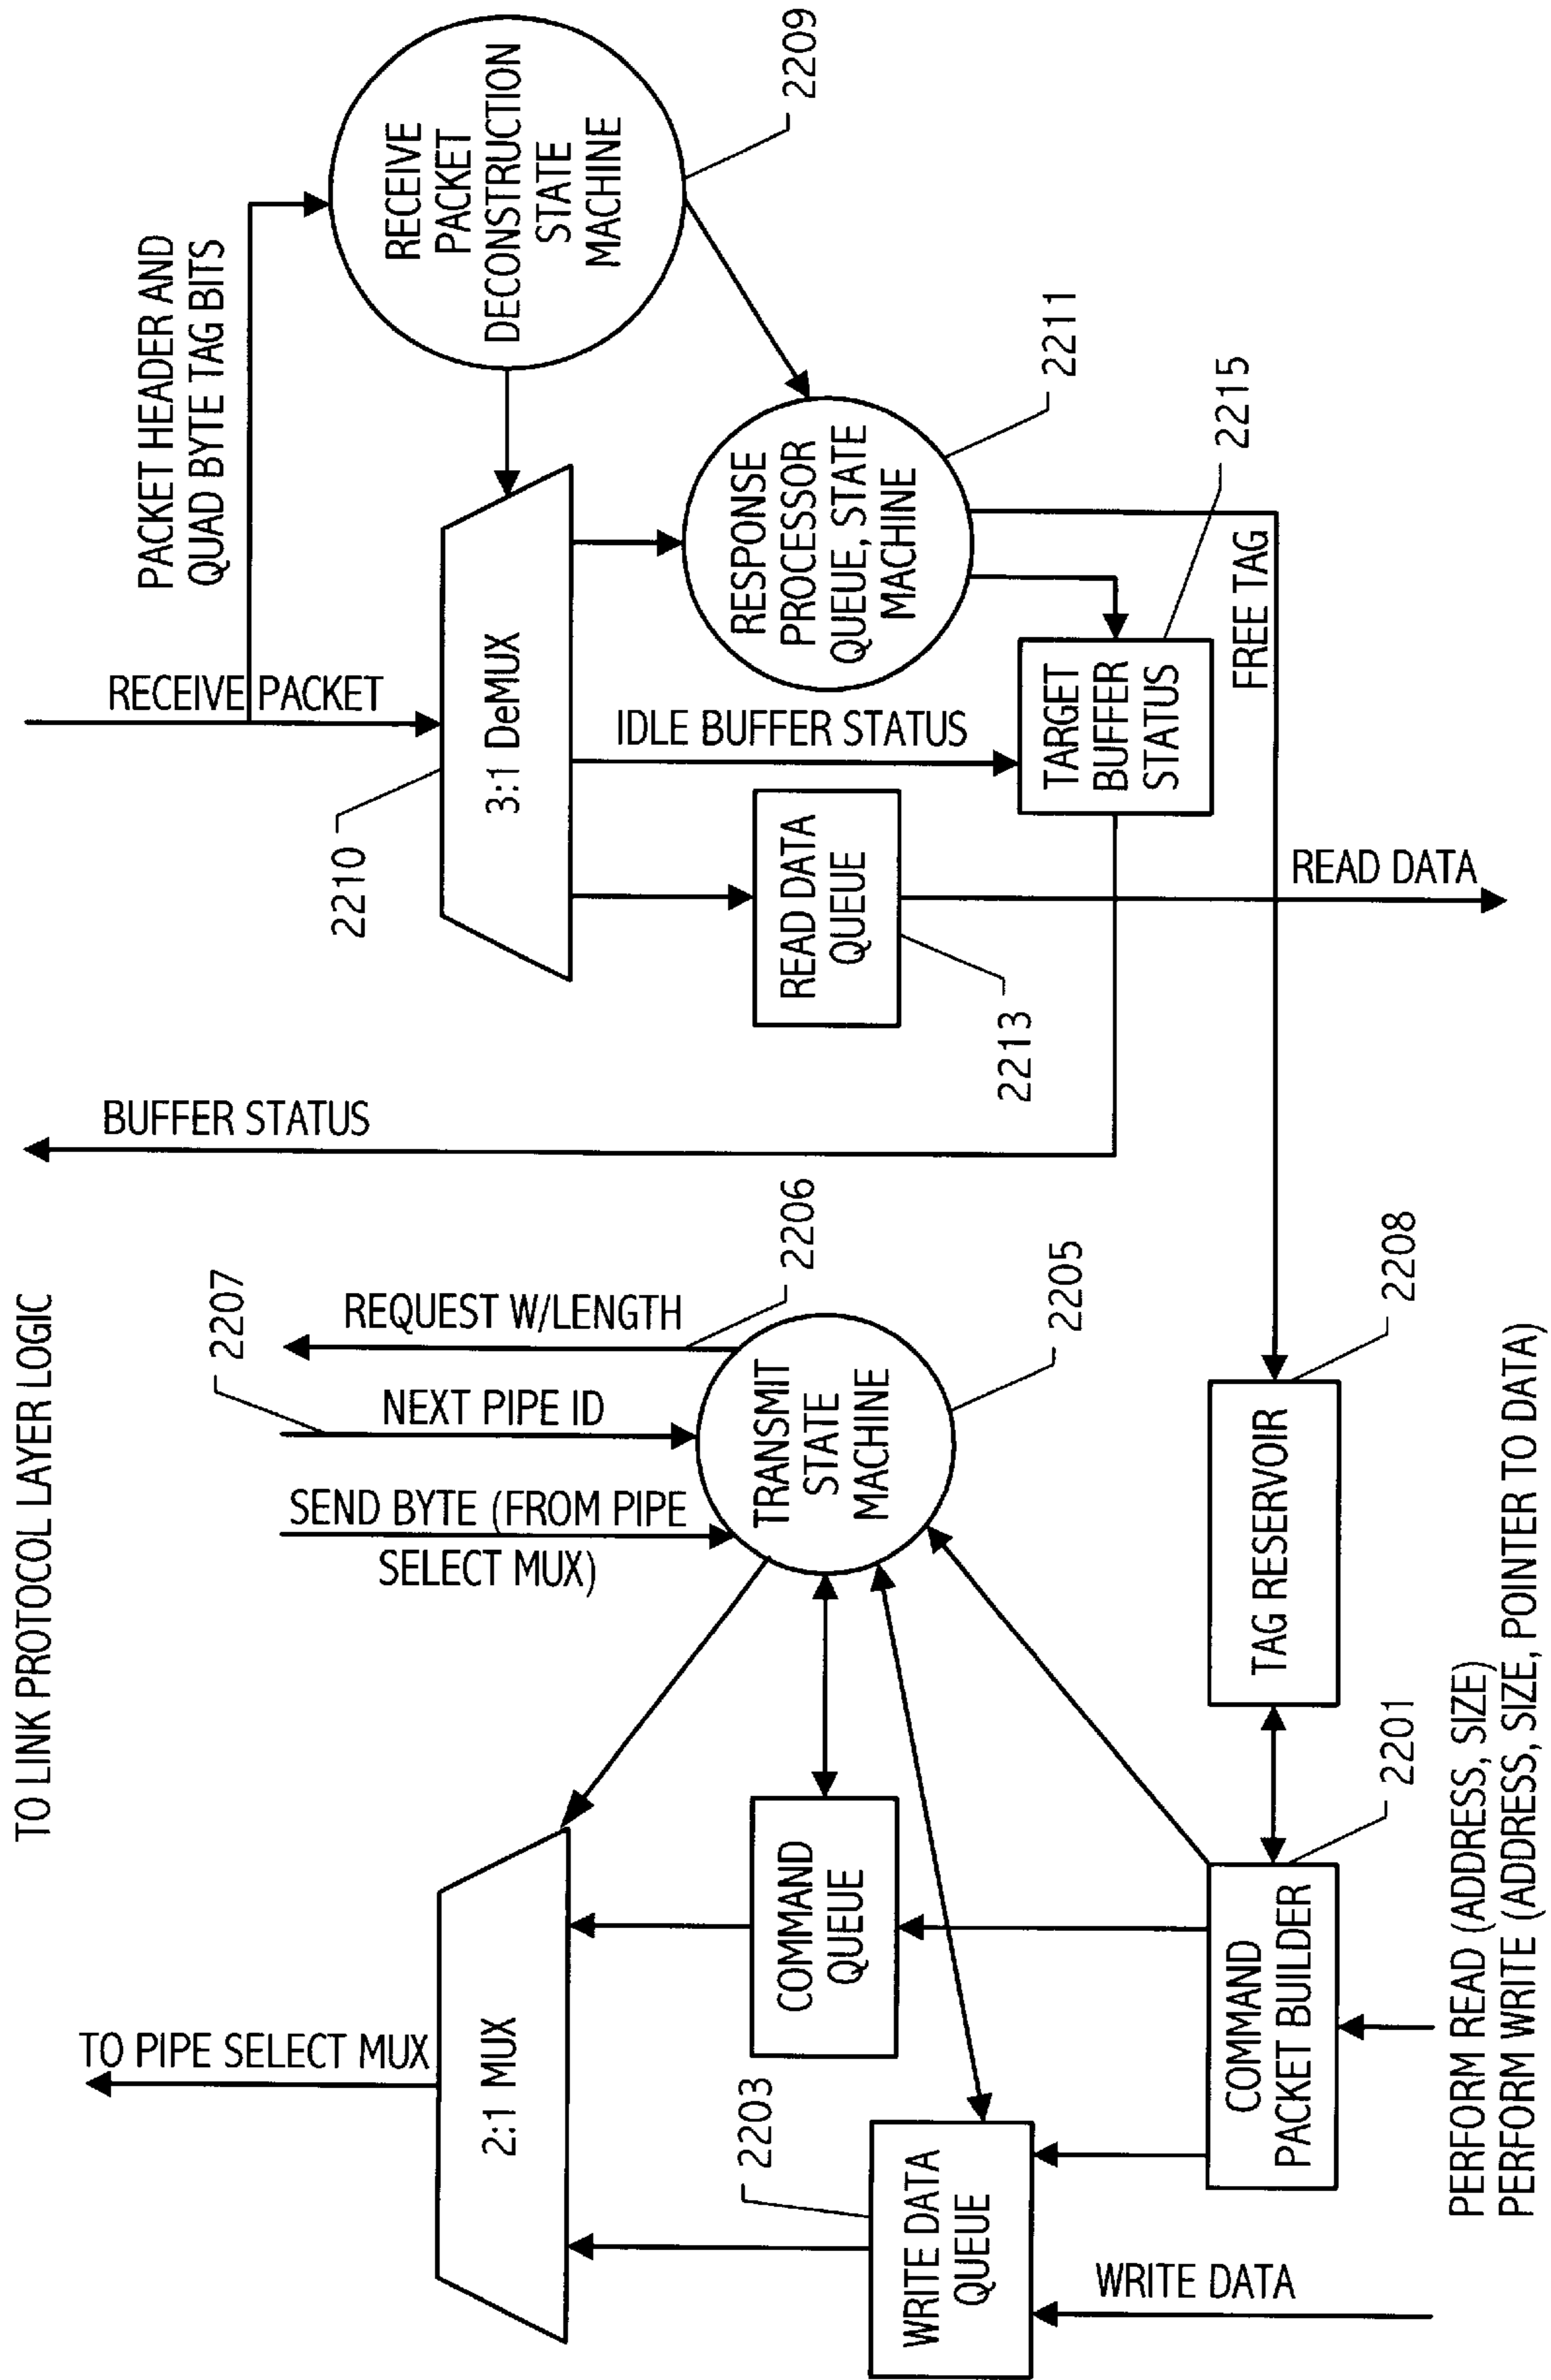 TO LINK PROTOCOL LAYER LOGIC
TO PIPE SELECT MUX
2:1 MUX
2203
WRITE DATA
QUEUE
WRITE DATA
COMMAND
QUEUE
COMMAND
PACKET BUILDER
2201
PERFORM READ (ADDRESS, SIZE)
PERFORM WRITE (ADDRESS, SIZE, POINTER TO DATA)
SEND BYTE (FROM PIPE
SELECT MUX)
NEXT PIPE ID
2207
REQUEST W/LENGTH
2206
TRANSMIT
STATE
MACHINE
2205
TAG RESERVOIR
2208
BUFFER STATUS
RECEIVE PACKET
PACKET HEADER AND
QUAD BYTE TAG BITS
2210
3:1 DeMUX
RECEIVE
PACKET
DECONSTRUCTION
STATE
MACHINE
2209
READ DATA
QUEUE
2213
IDLE BUFFER STATUS
RESPONSE
PROCESSOR
QUEUE, STATE
MACHINE
2211
TARGET
BUFFER
STATUS
2215
FREE TAG
READ DATA